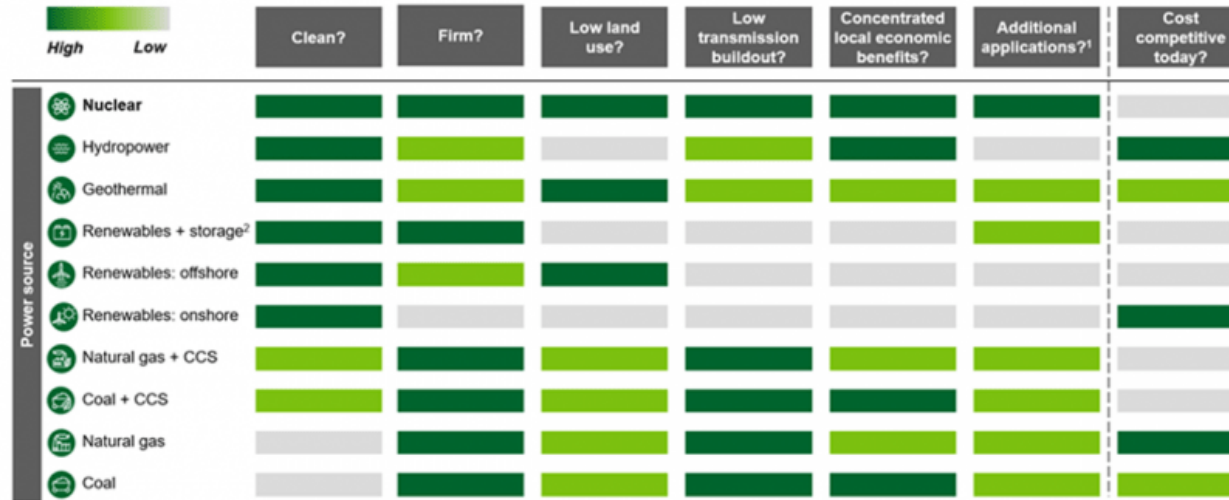 High Low
Clean?
Firm?
Low land
use?
Low
transmission
buildout?
Concentrated
local economic
benefits?
Additional
applications?¹
Cost
competitive
today?
Power source
Nuclear
Hydropower
Geothermal
Renewables + storage²
Renewables: offshore
Renewables: onshore
Natural gas + CCS
Coal + CCS
Natural gas
Coal